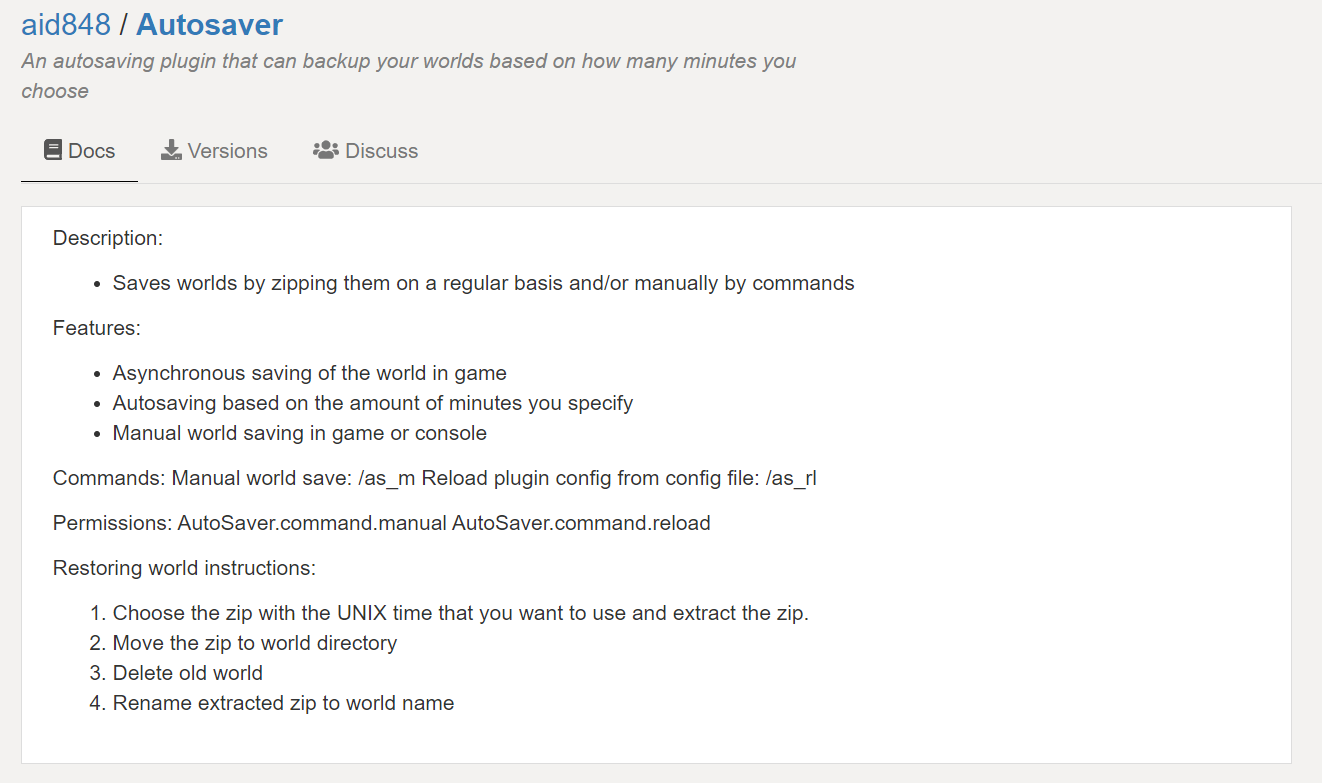 aid848 / Autosaver
An autosaving plugin that can backup your worlds based on how many minutes you
choose
Docs Versions Discuss
Description:
• Saves worlds by zipping them on a regular basis and/or manually by commands
Features:
• Asynchronous saving of the world in game
• Autosaving based on the amount of minutes you specify
• Manual world saving in game or console
Commands: Manual world save: /as_m Reload plugin config from config file: /as_rl
Permissions: AutoSaver.command.manual AutoSaver.command.reload
Restoring world instructions:
1. Choose the zip with the UNIX time that you want to use and extract the zip.
2. Move the zip to world directory
3. Delete old world
4. Rename extracted zip to world name